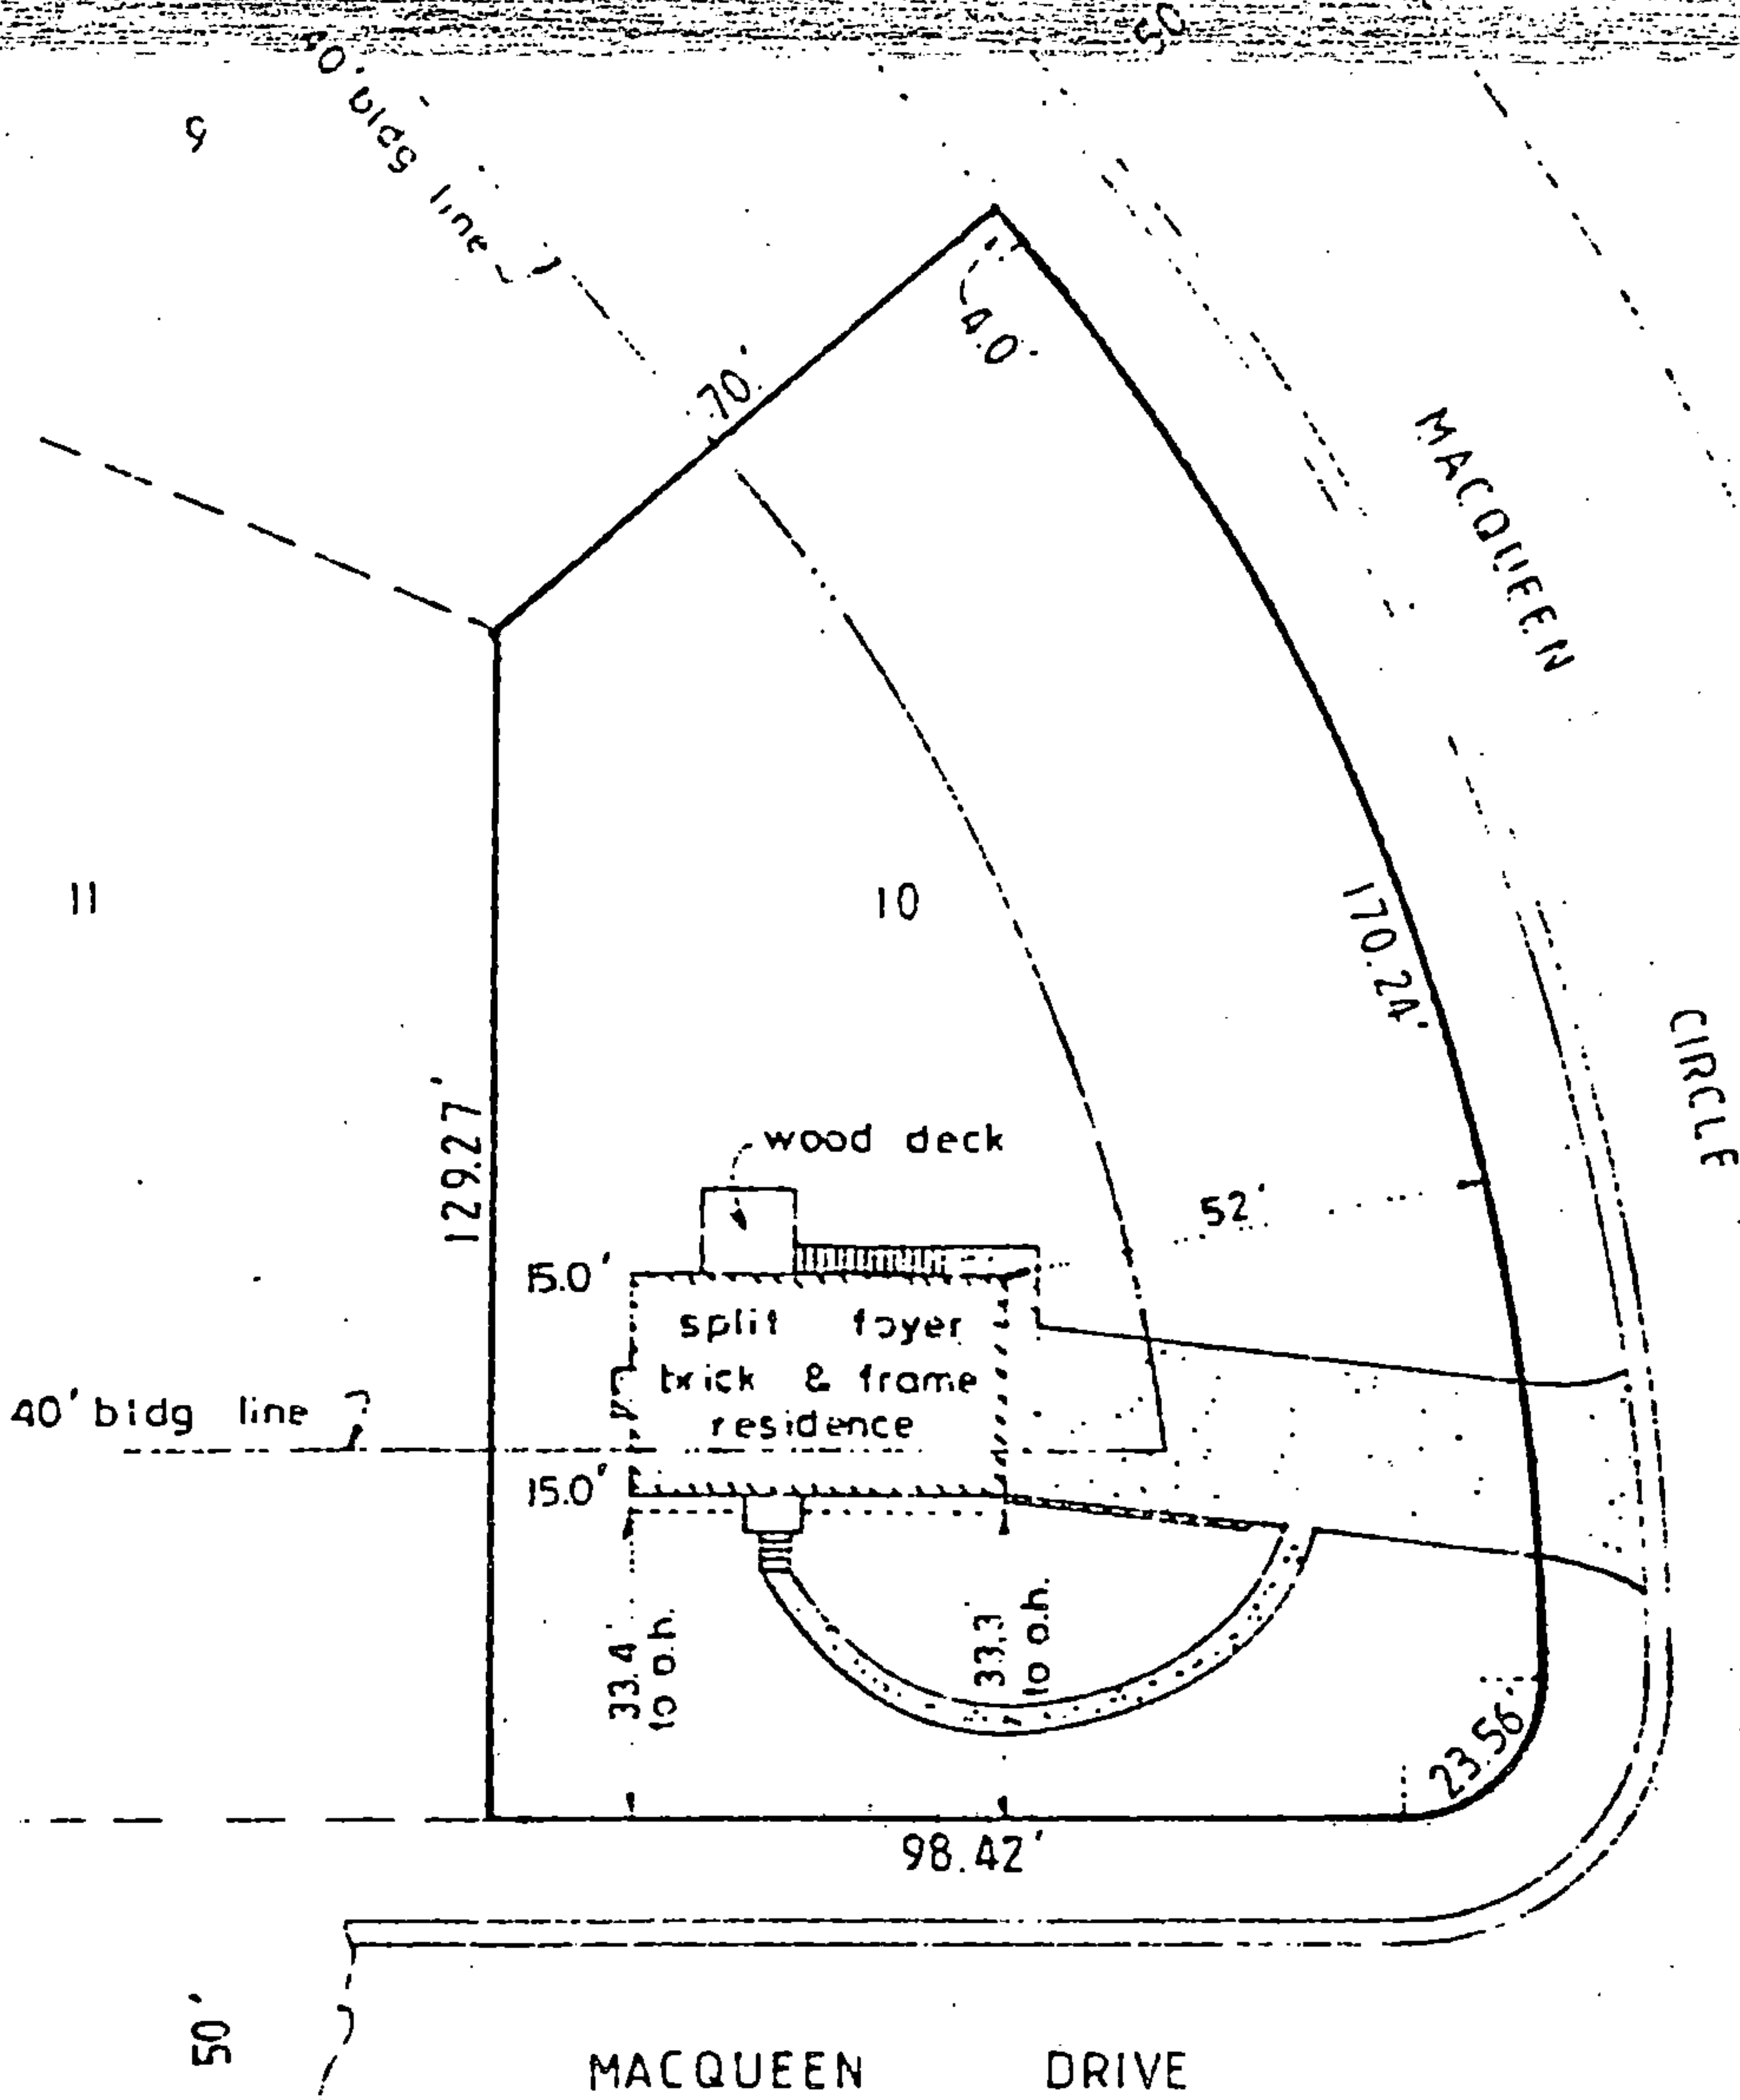 50
bldg line
9
4.0'
70'
MACQUEEN
11
10
170.24'
CIRCLE
129.27'
wood deck
52'
15.0'
split foyer
brick & frame
residence
40' bldg line
15.0'
33.4
to o.h.
33.3
to o.h.
23.56'
98.42'
50'
MACQUEEN DRIVE